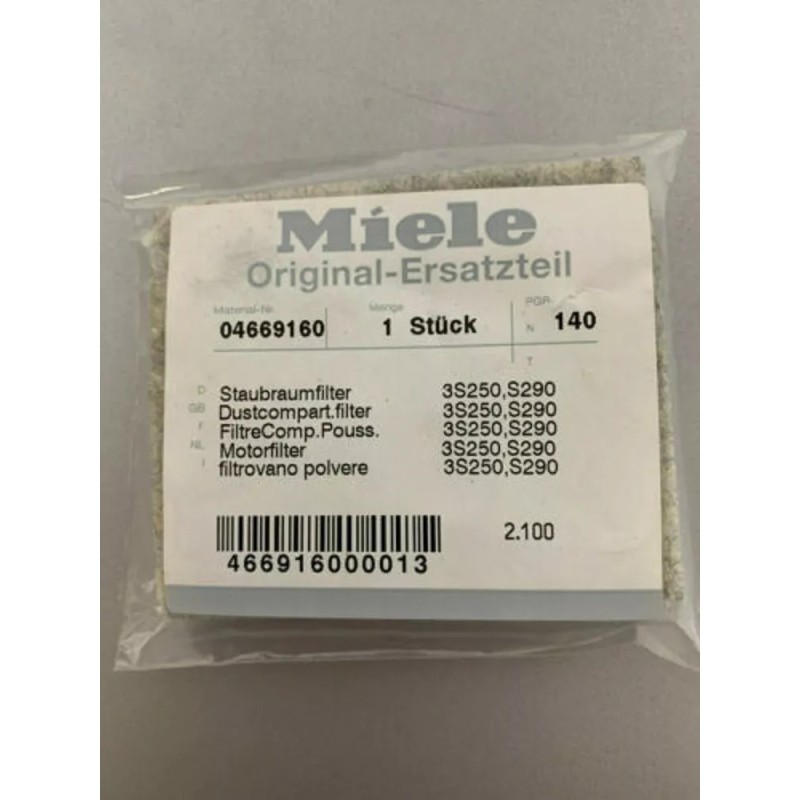 Miele
Original-Ersatzteil
Material-Nr. Menge PGR-
04669160 1 Stück N 140
T
D Staubraumfilter 3S250,S290
GB Dustcompart.filter 3S250,S290
F FiltreComp.Pouss. 3S250,S290
NL Motorfilter 3S250,S290
I filtrovano polvere 3S250,S290
2.100
466916000013